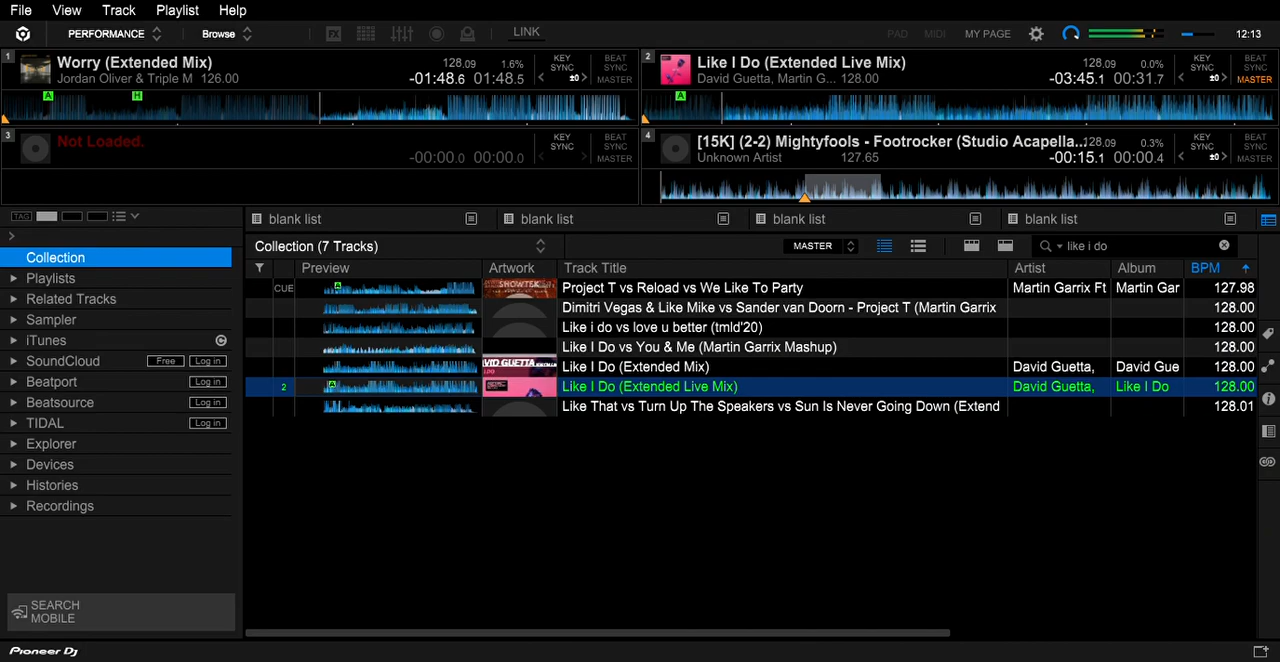 File View Track Playlist Help
PERFORMANCE Browse FX LINK PAD MIDI MY PAGE 12:13
1 Worry (Extended Mix) 128.09 1.6% KEY SYNC BEAT SYNC
Jordan Oliver & Triple M 126.00 -01:48.6 01:48.5 ±0 MASTER
A H
2 Like I Do (Extended Live Mix) 128.09 0.0% KEY SYNC BEAT SYNC
David Guetta, Martin G... 128.00 -03:45.1 00:31.7 ±0 MASTER
A
3 Not Loaded. KEY SYNC BEAT SYNC
-00:00.0 00:00.0 MASTER
4 [15K] (2-2) Mightyfools - Footrocker (Studio Acapella... 128.09 0.3% KEY SYNC BEAT SYNC
Unknown Artist 127.65 -00:15.1 00:00.4 ±0 MASTER
TAG
Collection
Playlists
Related Tracks
Sampler
iTunes
SoundCloud Free Log in
Beatport Log in
Beatsource Log in
TIDAL Log in
Explorer
Devices
Histories
Recordings
SEARCH
MOBILE
blank list blank list blank list blank list
Collection (7 Tracks) MASTER like i do
Preview Artwork Track Title Artist Album BPM
CUE A SHOWTEK Project T vs Reload vs We Like To Party Martin Garrix Ft Martin Gar 127.98
Dimitri Vegas & Like Mike vs Sander van Doorn - Project T (Martin Garrix 128.00
Like i do vs love u better (tmld'20) 128.00
Like I Do vs You & Me (Martin Garrix Mashup) 128.00
Like I Do (Extended Mix) David Guetta, David Gue 128.00
2 A Like I Do (Extended Live Mix) David Guetta, Like I Do 128.00
Like That vs Turn Up The Speakers vs Sun Is Never Going Down (Extend 128.01
Pioneer Dj